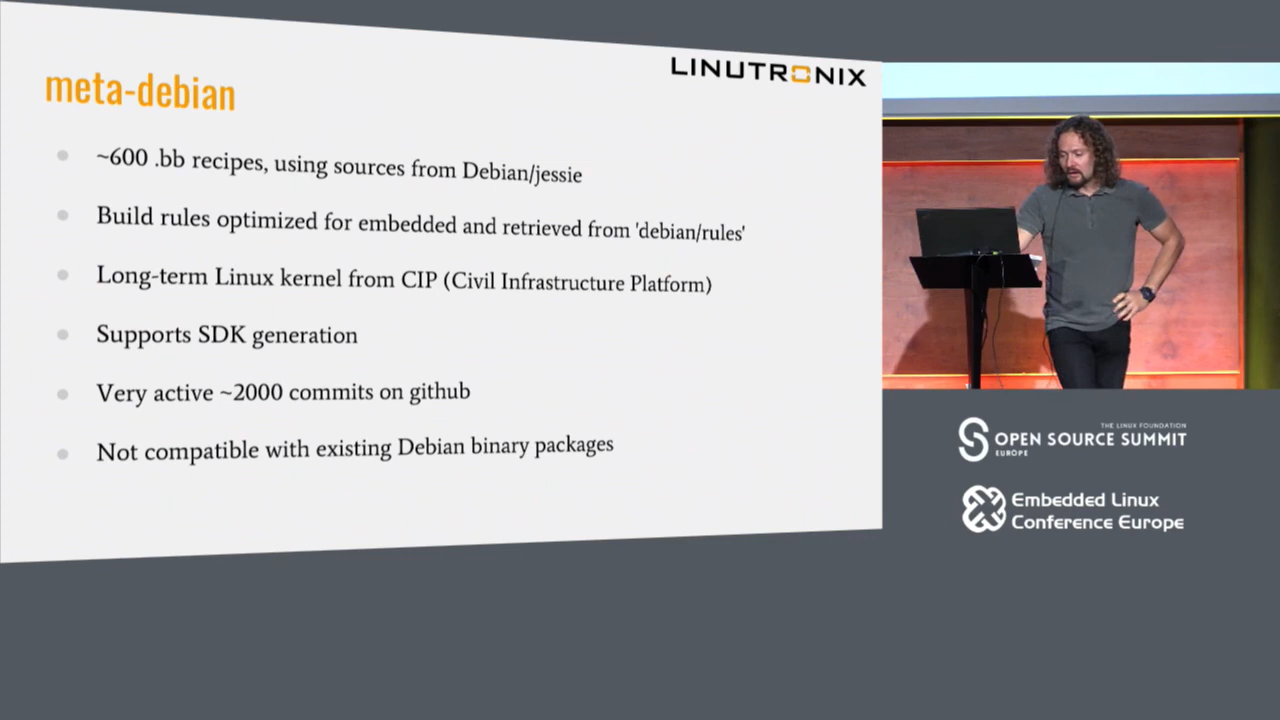 LINUTRONIX
meta-debian
~600 .bb recipes, using sources from Debian/jessie
Build rules optimized for embedded and retrieved from 'debian/rules'
Long-term Linux kernel from CIP (Civil Infrastructure Platform)
Supports SDK generation
Very active ~2000 commits on github
Not compatible with existing Debian binary packages
THE LINUX FOUNDATION
OPEN SOURCE SUMMIT
EUROPE
Embedded Linux
Conference Europe